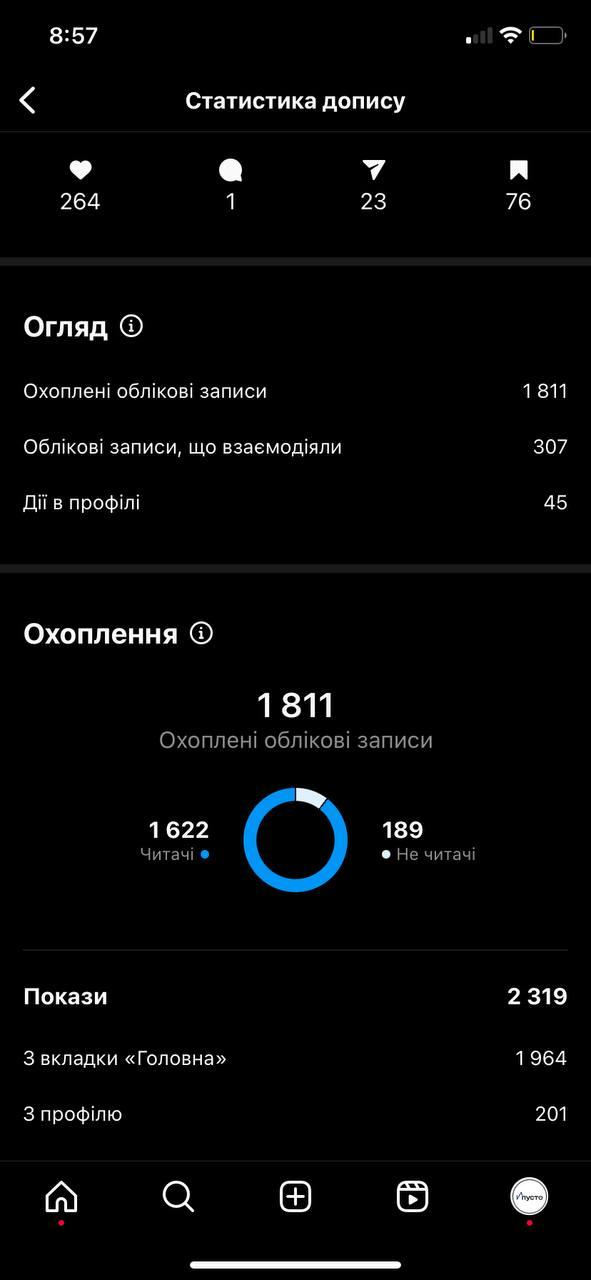 8:57
Статистика допису
264 1 23 76
Огляд
Охоплені облікові записи 1 811
Облікові записи, що взаємодіяли 307
Дії в профілі 45
Охоплення
1 811
Охоплені облікові записи
1 622 189
Читачі Не читачі
Покази 2 319
З вкладки «Головна» 1 964
З профілю 201
пусто